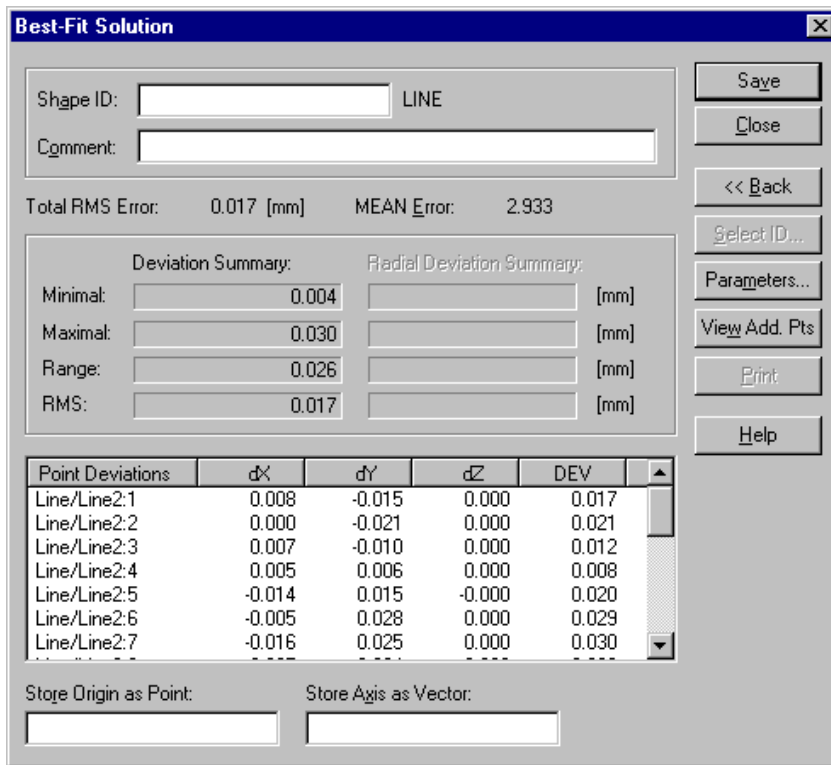 Best-Fit Solution
Shape ID: LINE
Save
Comment:
Close
Total RMS Error: 0.017 [mm] MEAN Error: 2.933
<< Back
Select ID...
Deviation Summary: Radial Deviation Summary:
Parameters...
Minimal: 0.004 [mm]
View Add. Pts
Maximal: 0.030 [mm]
Range: 0.026 [mm]
Print
RMS: 0.017 [mm]
Help
Point Deviations dX dY dZ DEV
Line/Line2:1 0.008 -0.015 0.000 0.017
Line/Line2:2 0.000 -0.021 0.000 0.021
Line/Line2:3 0.007 -0.010 0.000 0.012
Line/Line2:4 0.005 0.006 0.000 0.008
Line/Line2:5 -0.014 0.015 -0.000 0.020
Line/Line2:6 -0.005 0.028 0.000 0.029
Line/Line2:7 -0.016 0.025 0.000 0.030
Store Origin as Point: Store Axis as Vector: